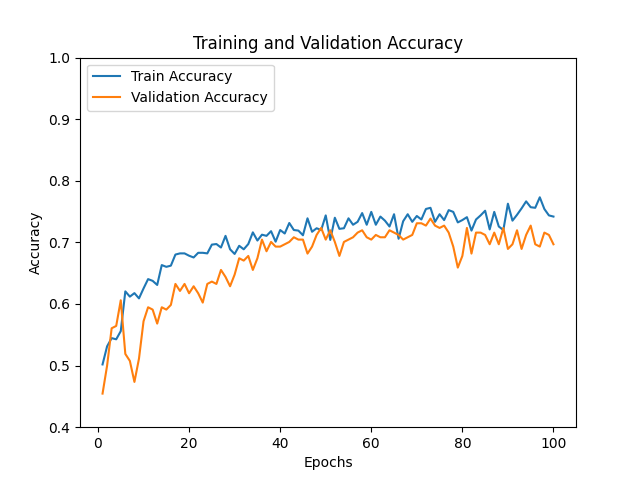 Training and Validation Accuracy
Train Accuracy
Validation Accuracy
1.0
0.9
0.8
0.7
0.6
0.5
0.4
Accuracy
0 20 40 60 80 100
Epochs